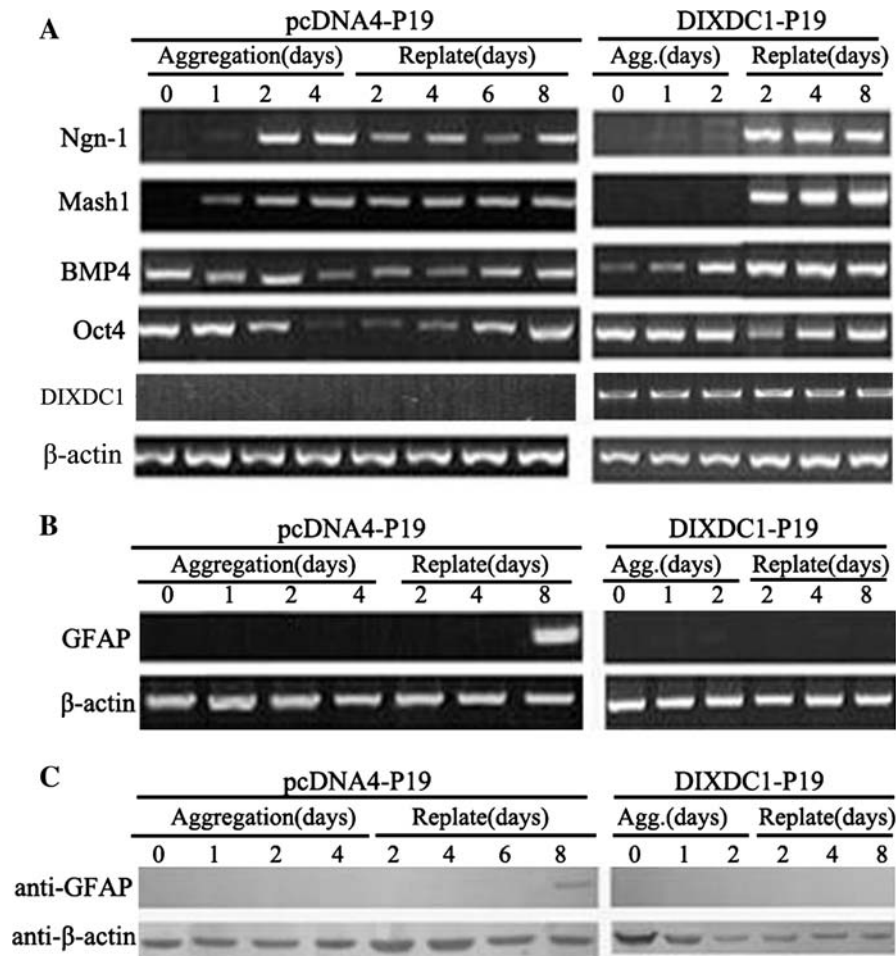 A
pcDNA4-P19 DIXDC1-P19
Aggregation(days) Replate(days) Agg.(days) Replate(days)
0 1 2 4 2 4 6 8 0 1 2 2 4 8
Ngn-1
Mash1
BMP4
Oct4
DIXDC1
β-actin
B
pcDNA4-P19 DIXDC1-P19
Aggregation(days) Replate(days) Agg.(days) Replate(days)
0 1 2 4 2 4 8 0 1 2 2 4 8
GFAP
β-actin
C
pcDNA4-P19 DIXDC1-P19
Aggregation(days) Replate(days) Agg.(days) Replate(days)
0 1 2 4 2 4 6 8 0 1 2 2 4 8
anti-GFAP
anti-β-actin